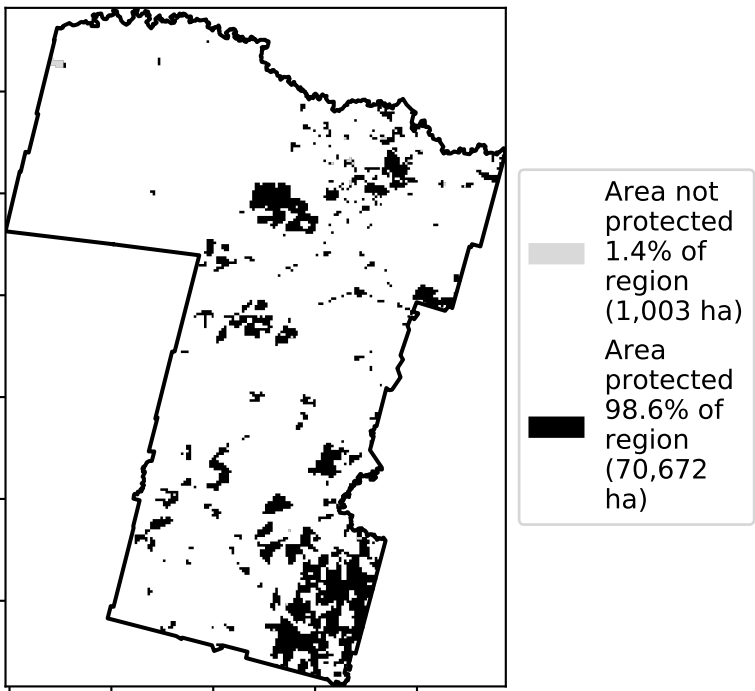 Area not
protected
1.4% of
region
(1,003 ha)
Area
protected
98.6% of
region
(70,672
ha)